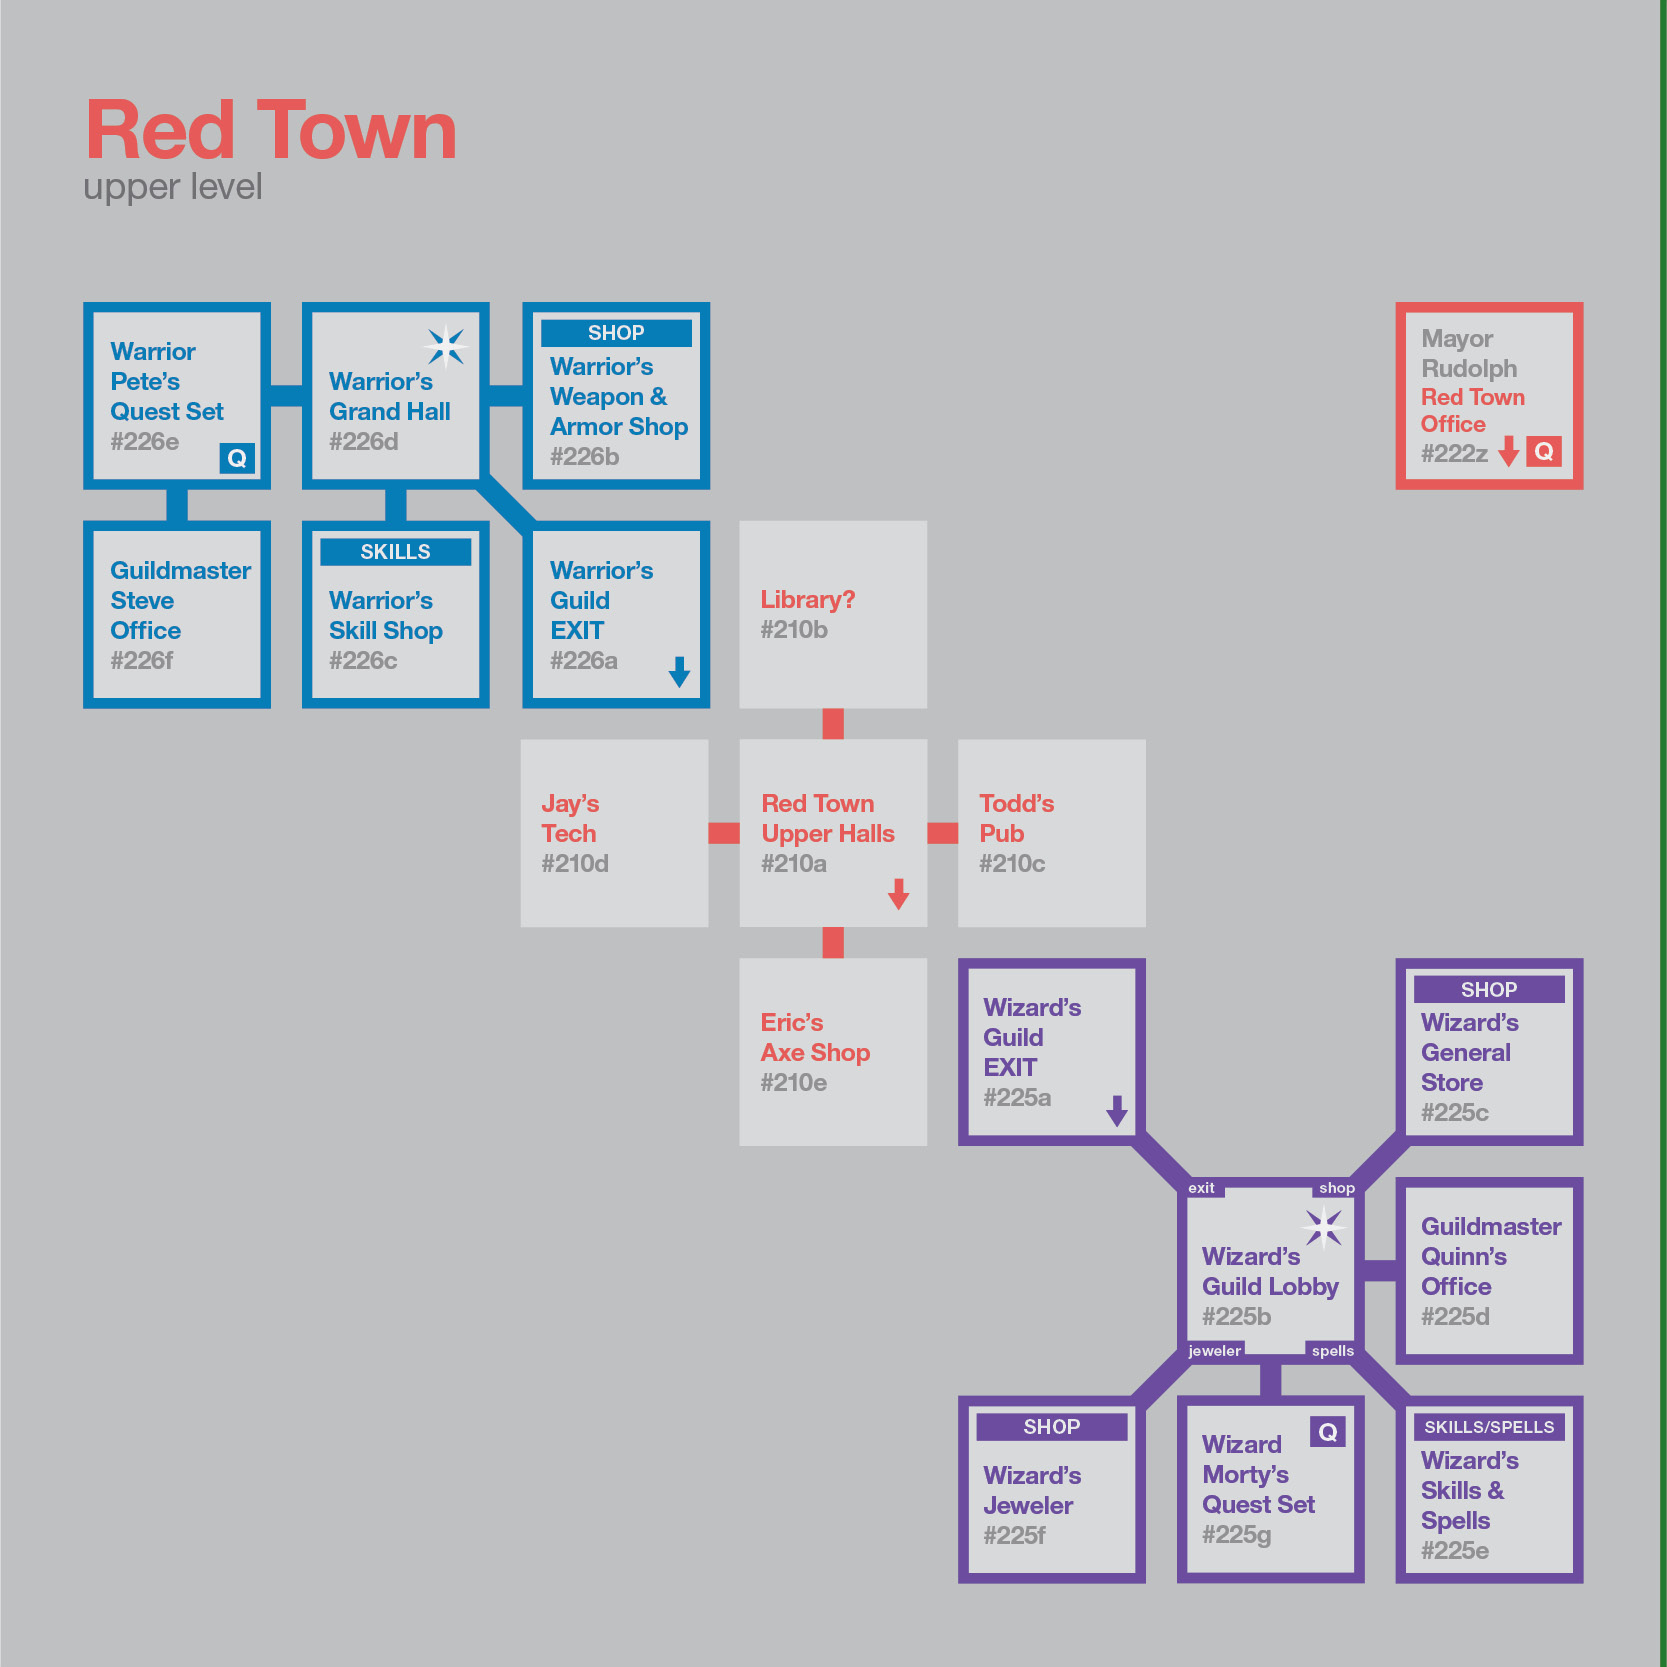 Red Town
upper level
Warrior
Pete's
Quest Set
#226e
Q
Warrior's
Grand Hall
#226d
SHOP
Warrior's
Weapon &
Armor Shop
#226b
Mayor
Rudolph
Red Town
Office
#222z
Q
Guildmaster
Steve
Office
#226f
SKILLS
Warrior's
Skill Shop
#226c
Warrior's
Guild
EXIT
#226a
Library?
#210b
Jay's
Tech
#210d
Red Town
Upper Halls
#210a
Todd's
Pub
#210c
Eric's
Axe Shop
#210e
Wizard's
Guild
EXIT
#225a
SHOP
Wizard's
General
Store
#225c
exit
shop
Wizard's
Guild Lobby
#225b
jeweler
spells
Guildmaster
Quinn's
Office
#225d
SHOP
Wizard's
Jeweler
#225f
Q
Wizard
Morty's
Quest Set
#225g
SKILLS/SPELLS
Wizard's
Skills &
Spells
#225e